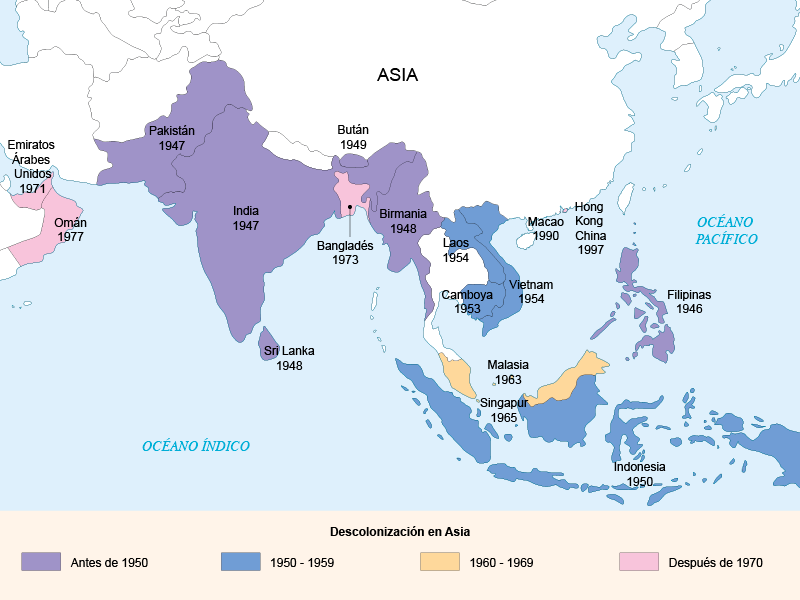 ASIA
Pakistán
1947
Bután
1949
Emiratos
Árabes
Unidos
1971
Omán
1977
India
1947
Birmania
1948
Bangladés
1973
Laos
1954
Macao
1990
Hong
Kong
China
1997
OCÉANO
PACÍFICO
Camboya
1953
Vietnam
1954
Filipinas
1946
Sri Lanka
1948
Malasia
1963
Singapur
1965
OCÉANO ÍNDICO
Indonesia
1950
Descolonización en Asia
Antes de 1950
1950 - 1959
1960 - 1969
Después de 1970